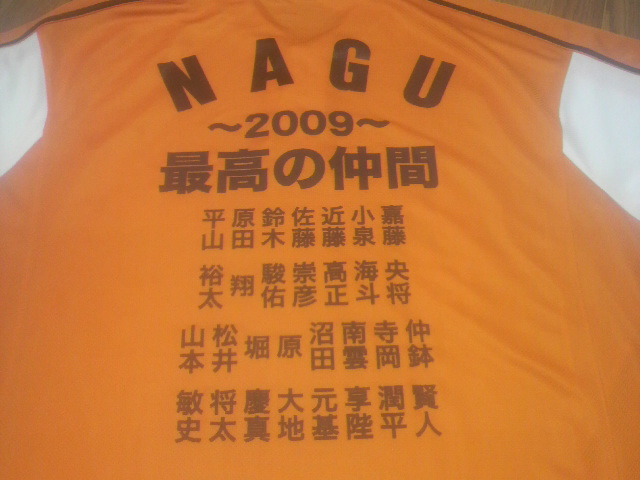 NAGU
～2009～
最高の仲間
嘉藤 央将
小泉 海斗
近藤 高正
佐藤 崇彦
鈴木 駿佑
原田 翔
平山 裕太
仲鉢 賢人
寺岡 潤平
南雲 享陸
沼田 元基
原 大地
堀 慶真
松井 将太
山本 敏史